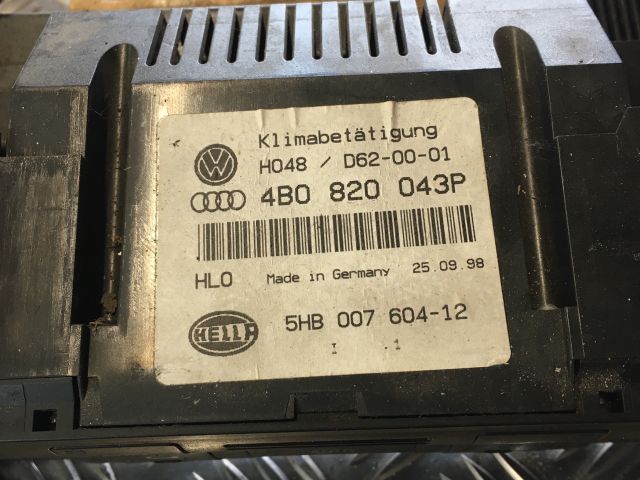 Klimabetätigung
H048 / D62-00-01
4B0 820 043P
HLO Made in Germany 25.09.98
HELLA 5HB 007 604-12
I .1